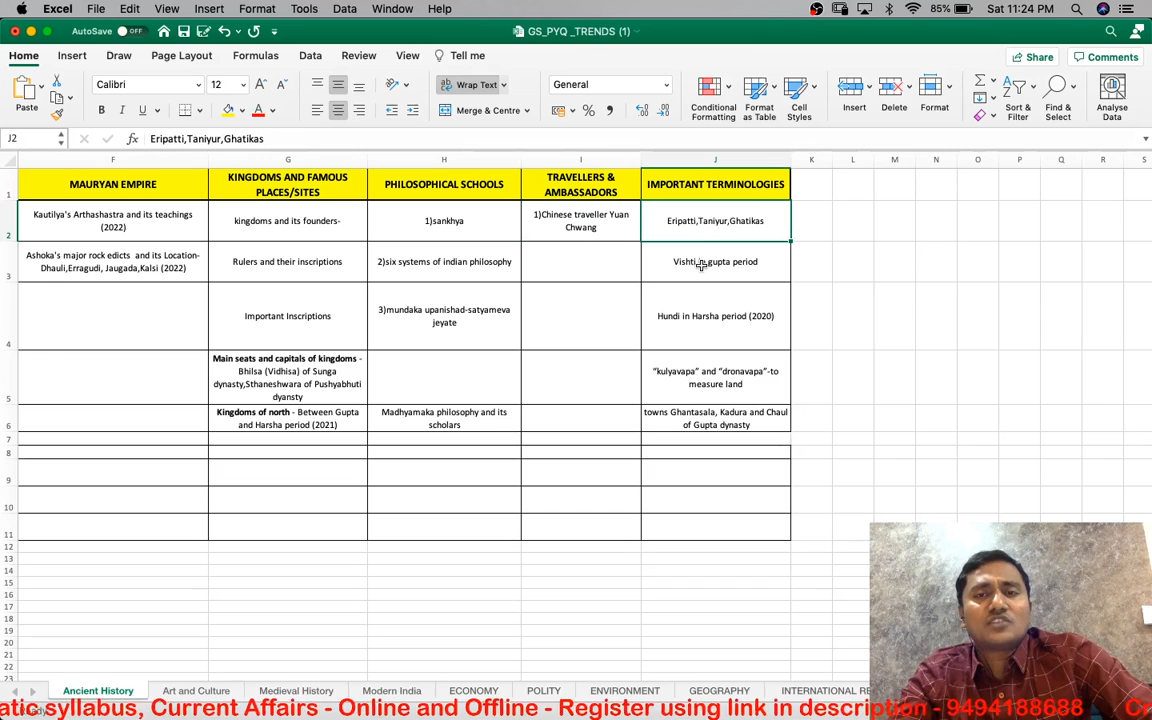 Excel File Edit View Insert Format Tools Data Window Help 85% Sat 11:24 PM
AutoSave OFF GS_PYQ _TRENDS (1)
Home Insert Draw Page Layout Formulas Data Review View Tell me Share Comments
Paste Calibri 12 Wrap Text General Conditional Formatting Format as Table Cell Styles Insert Delete Format Sort & Filter Find & Select Analyse Data
Merge & Centre
J2 fx Eripatti,Taniyur,Ghatikas
F G H I J K L M N O P Q R S
1 MAURYAN EMPIRE KINGDOMS AND FAMOUS PLACES/SITES PHILOSOPHICAL SCHOOLS TRAVELLERS & AMBASSADORS IMPORTANT TERMINOLOGIES
2 Kautilya's Arthashastra and its teachings (2022) kingdoms and its founders- 1)sankhya 1)Chinese traveller Yuan Chwang Eripatti,Taniyur,Ghatikas
3 Ashoka's major rock edicts and its Location- Dhauli,Erragudi, Jaugada,Kalsi (2022) Rulers and their inscriptions 2)six systems of indian philosophy Vishti gupta period
4 Important Inscriptions 3)mundaka upanishad-satyameva jeyate Hundi in Harsha period (2020)
5 Main seats and capitals of kingdoms - Bhilsa (Vidhisa) of Sunga dynasty,Sthaneshwara of Pushyabhuti dyansty "kulyavapa" and "dronavapa"-to measure land
6 Kingdoms of north - Between Gupta and Harsha period (2021) Madhyamaka philosophy and its scholars towns Ghantasala, Kadura and Chaul of Gupta dynasty
7
8
9
10
11
12
13
14
15
16
17
18
19
20
21
22
23
Ancient History Art and Culture Medieval History Modern India ECONOMY POLITY ENVIRONMENT GEOGRAPHY INTERNATIONAL RE
atic syllabus, Current Affairs - Online and Offline - Register using link in description - 9494188688